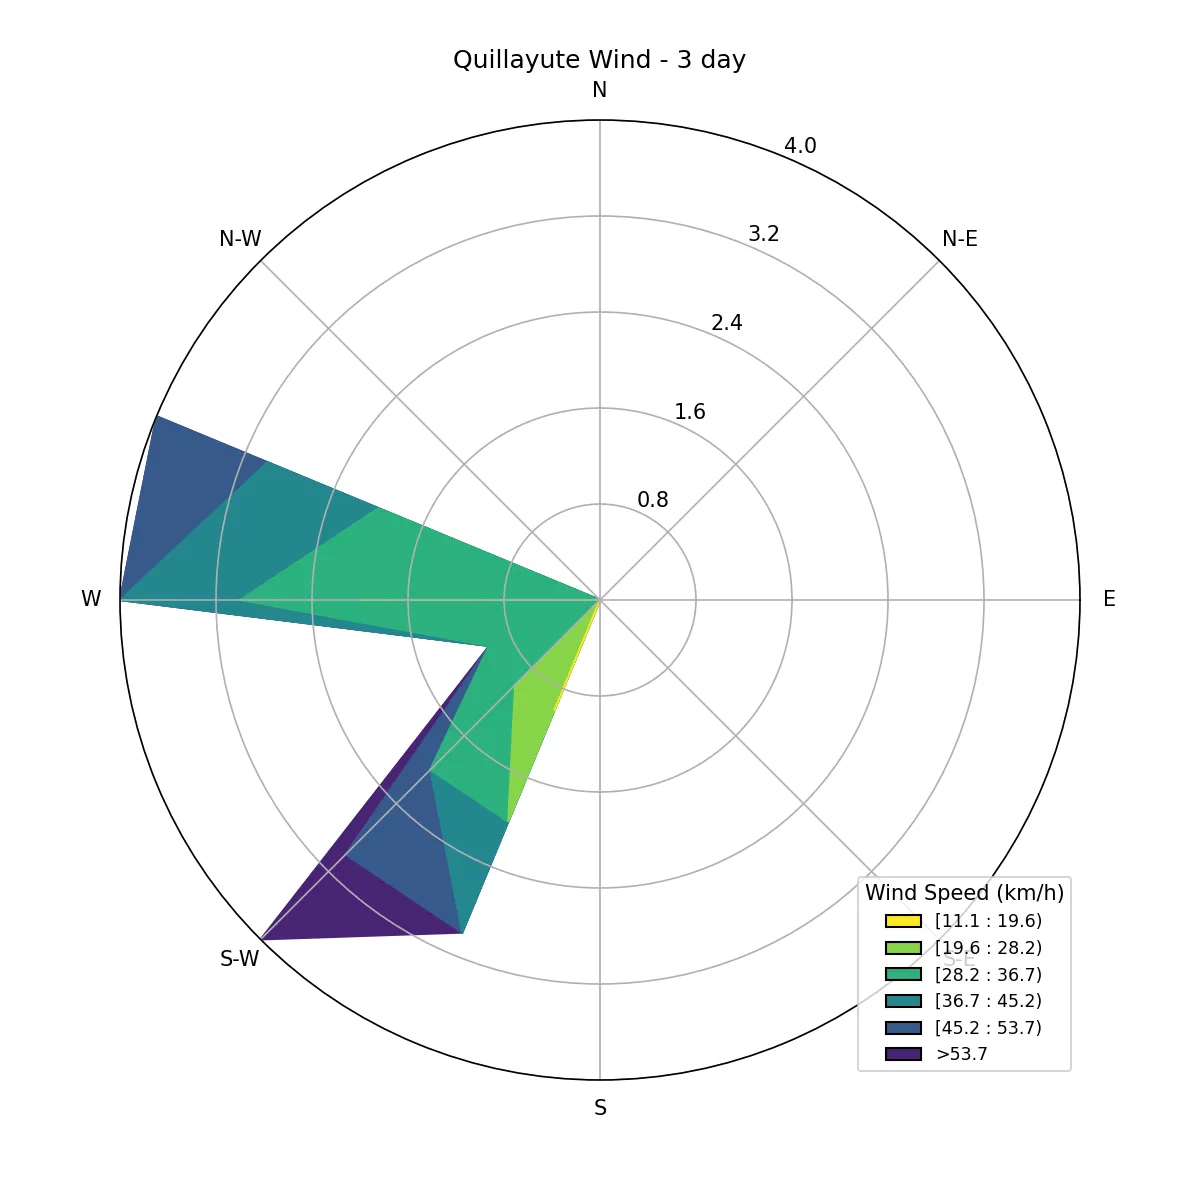 Quillayute Wind - 3 day
N
4.0
N-W
3.2
N-E
2.4
1.6
0.8
W
E
S-W
S-E
Wind Speed (km/h)
[11.1 : 19.6)
[19.6 : 28.2)
[28.2 : 36.7)
[36.7 : 45.2)
[45.2 : 53.7)
>53.7
S